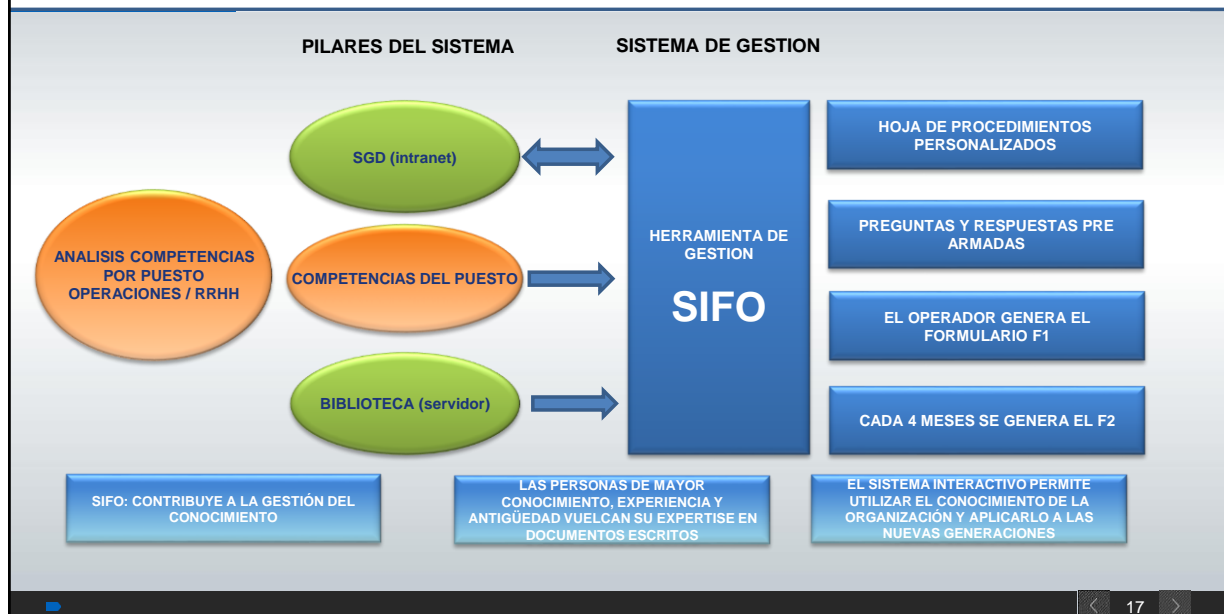 PILARES DEL SISTEMA
SISTEMA DE GESTION
SGD (intranet)
ANALISIS COMPETENCIAS
POR PUESTO
OPERACIONES / RRHH
COMPETENCIAS DEL PUESTO
BIBLIOTECA (servidor)
HERRAMIENTA DE
GESTION
SIFO
HOJA DE PROCEDIMIENTOS
PERSONALIZADOS
PREGUNTAS Y RESPUESTAS PRE
ARMADAS
EL OPERADOR GENERA EL
FORMULARIO F1
CADA 4 MESES SE GENERA EL F2
SIFO: CONTRIBUYE A LA GESTIÓN DEL
CONOCIMIENTO
LAS PERSONAS DE MAYOR
CONOCIMIENTO, EXPERIENCIA Y
ANTIGÜEDAD VUELCAN SU EXPERTISE EN
DOCUMENTOS ESCRITOS
EL SISTEMA INTERACTIVO PERMITE
UTILIZAR EL CONOCIMIENTO DE LA
ORGANIZACIÓN Y APLICARLO A LAS
NUEVAS GENERACIONES
17